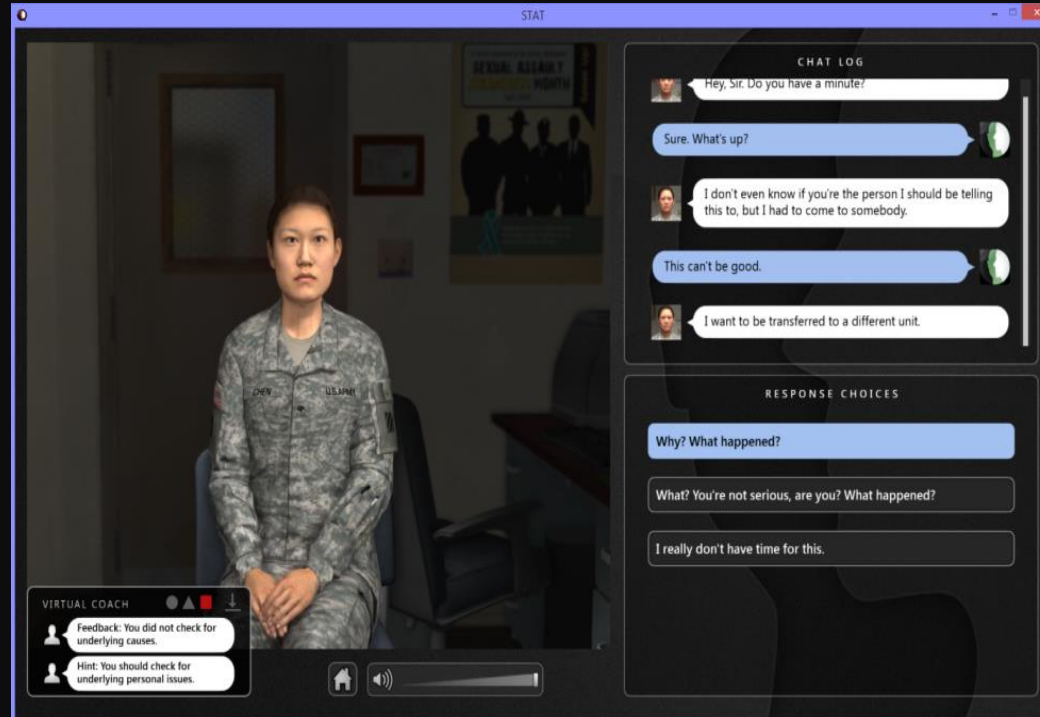 STAT
SEXUAL ASSAULT
MONTH
CHEN
U.S. ARMY
CHAT LOG
Hey, Sir. Do you have a minute?
Sure. What's up?
I don't even know if you're the person I should be telling
this to, but I had to come to somebody.
This can't be good.
I want to be transferred to a different unit.
RESPONSE CHOICES
Why? What happened?
What? You're not serious, are you? What happened?
I really don't have time for this.
VIRTUAL COACH
Feedback: You did not check for
underlying causes.
Hint: You should check for
underlying personal issues.